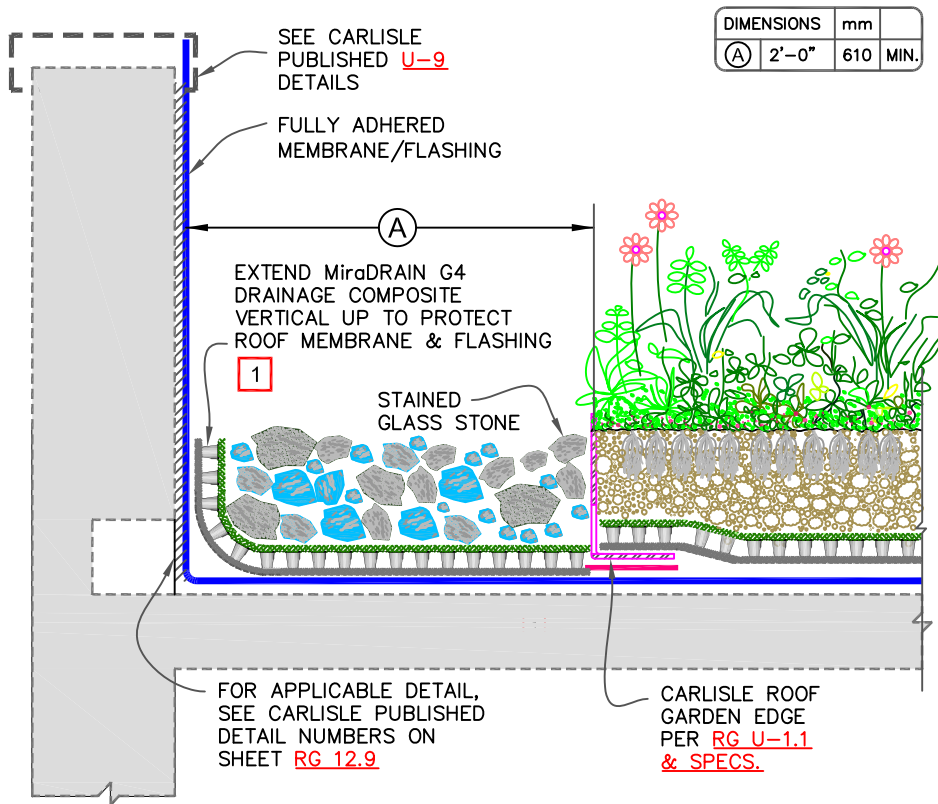 DIMENSIONS mm
A 2'-0" 610 MIN.
SEE CARLISLE
PUBLISHED U-9
DETAILS
FULLY ADHERED
MEMBRANE/FLASHING
A
EXTEND MiraDRAIN G4
DRAINAGE COMPOSITE
VERTICAL UP TO PROTECT
ROOF MEMBRANE & FLASHING
1
STAINED
GLASS STONE
FOR APPLICABLE DETAIL,
SEE CARLISLE PUBLISHED
DETAIL NUMBERS ON
SHEET RG 12.9
CARLISLE ROOF
GARDEN EDGE
PER RG U-1.1
& SPECS.